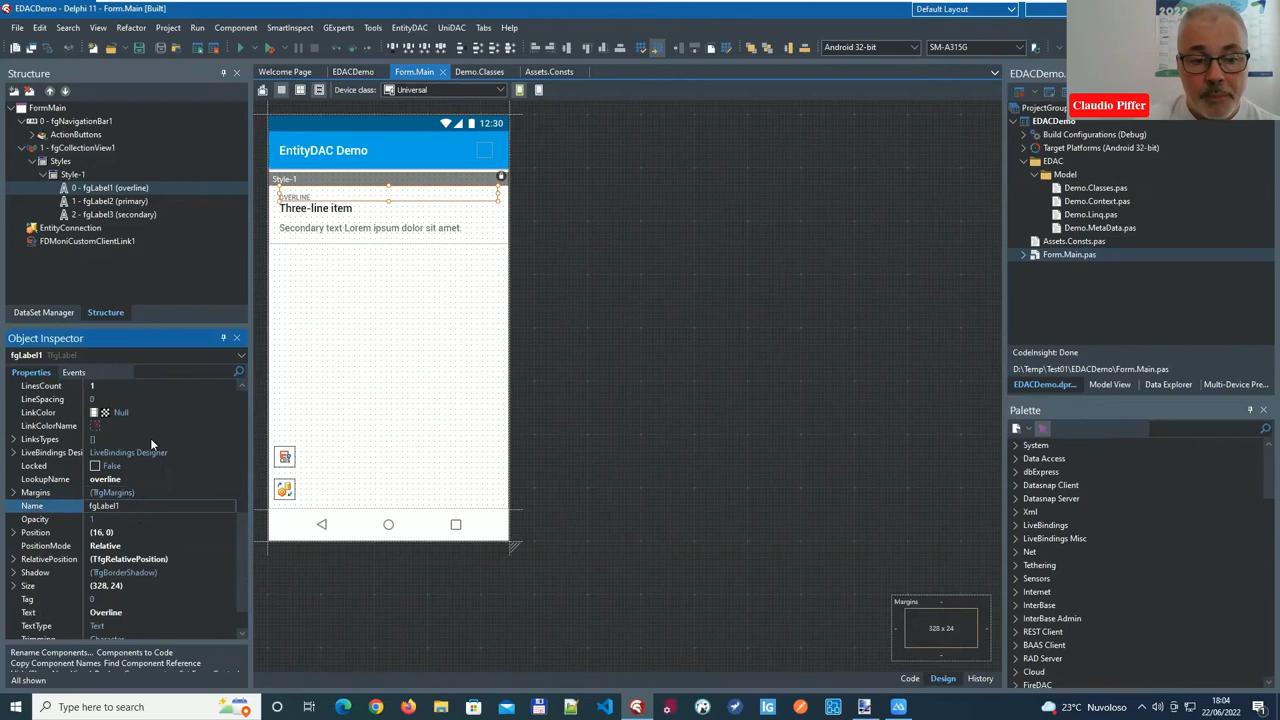 EDACDemo - Delphi 11 - Form.Main [Built]
Default Layout
2022
File Edit Search View Refactor Project Run Component SmartInspect GExperts Tools EntityDAC UniDAC Tabs Help
Android 32-bit
SM-A315G
Claudio Piffer
Structure
FormMain
0 - fgNavigationBar1
ActionButtons
1 - fgCollectionView1
Styles
Style-1
0 - fgLabel1 (overline)
1 - fgLabel2 (primary)
2 - fgLabel3 (secondary)
EntityConnection
FDMoniCustomClientLink1
DataSet Manager Structure
Object Inspector
fgLabel1 TfgLabel
Properties Events
LinesCount 1
LineSpacing 0
LinkColor Null
LinkColorName
LinksTypes []
LiveBindings Desi LiveBindings Designer
Locked False
LookupName overline
Margins (TfgMargins)
Name fgLabel1
Opacity 1
Position (16, 0)
PositionMode Relative
RelativePosition (TfgRelativePosition)
Shadow (TfgBorderShadow)
Size (328, 24)
Tag 0
Text Overline
TextType Text
Trimming Character
Rename Components... Components to Code
Copy Component Names Find Component Reference
All shown
Welcome Page EDACDemo Form.Main Demo.Classes Assets.Consts
Device class: Universal
12:30
EntityDAC Demo
Style-1
OVERLINE
Three-line item
Secondary text Lorem ipsum dolor sit amet.
Margins
328 x 24
Code Design History
EDACDemo.
ProjectGroup
EDACDemo
Build Configurations (Debug)
Target Platforms (Android 32-bit)
EDAC
Model
Demo.Classes.pas
Demo.Context.pas
Demo.Linq.pas
Demo.MetaData.pas
Assets.Consts.pas
Form.Main.pas
CodeInsight: Done
D:\Temp\Test01\EDACDemo\Form.Main.pas
EDACDemo.dpr... Model View Data Explorer Multi-Device Pre...
Palette
System
Data Access
dbExpress
Datasnap Client
Datasnap Server
Xml
LiveBindings
LiveBindings Misc
Net
Tethering
Sensors
Internet
InterBase
InterBase Admin
REST Client
BAAS Client
RAD Server
Cloud
FireDAC
Type here to search
23°C Nuvoloso
18:04
22/06/2022